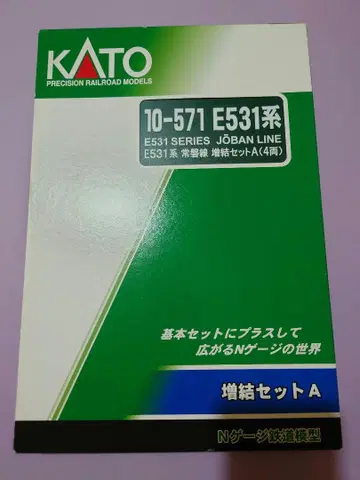 KATO
PRECISION RAILROAD MODELS
10-571 E531系
E531 SERIES JŌBAN LINE
E531系 常磐線 増結セットA(4両)
基本セットにプラスして
広がるNゲージの世界
増結セット A
Nゲージ鉄道模型